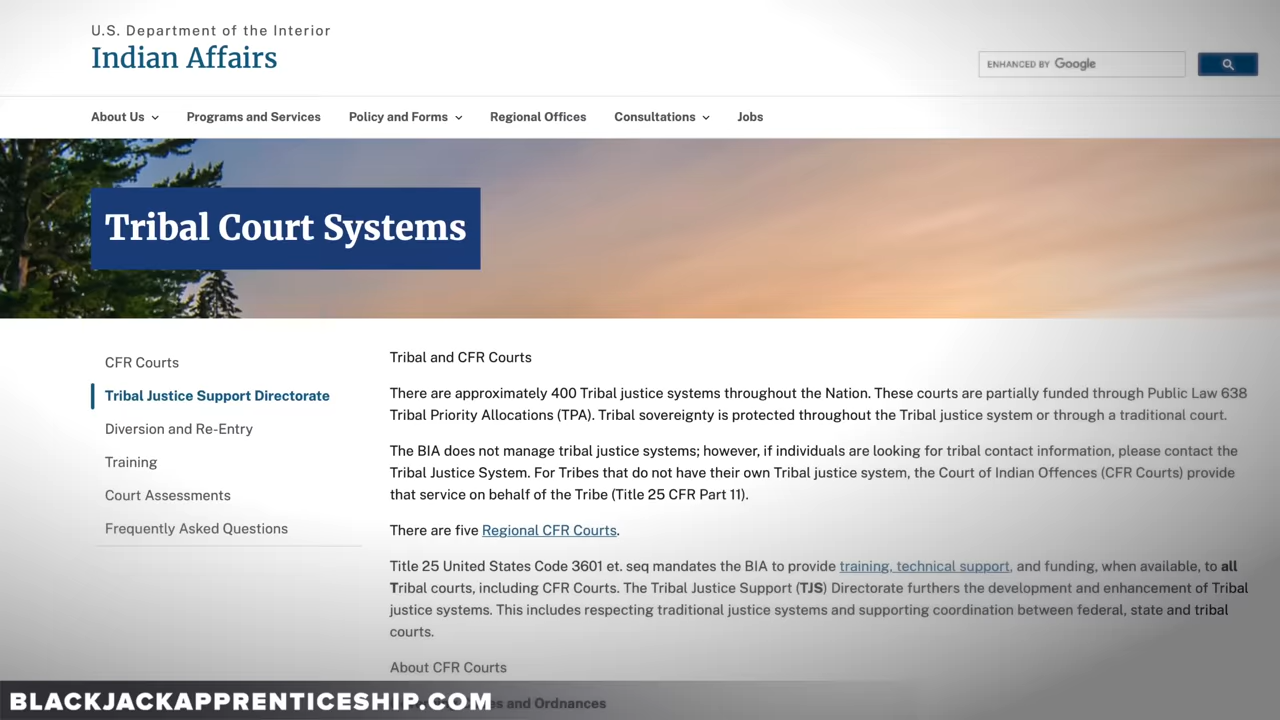 U.S. Department of the Interior
Indian Affairs
ENHANCED BY Google
About Us
Programs and Services
Policy and Forms
Regional Offices
Consultations
Jobs
Tribal Court Systems
CFR Courts
Tribal Justice Support Directorate
Diversion and Re-Entry
Training
Court Assessments
Frequently Asked Questions
Tribal and CFR Courts
There are approximately 400 Tribal justice systems throughout the Nation. These courts are partially funded through Public Law 638
Tribal Priority Allocations (TPA). Tribal sovereignty is protected throughout the Tribal justice system or through a traditional court.
The BIA does not manage tribal justice systems; however, if individuals are looking for tribal contact information, please contact the
Tribal Justice System. For Tribes that do not have their own Tribal justice system, the Court of Indian Offences (CFR Courts) provide
that service on behalf of the Tribe (Title 25 CFR Part 11).
There are five Regional CFR Courts.
Title 25 United States Code 3601 et. seq mandates the BIA to provide training, technical support, and funding, when available, to all
Tribal courts, including CFR Courts. The Tribal Justice Support (TJS) Directorate furthers the development and enhancement of Tribal
justice systems. This includes respecting traditional justice systems and supporting coordination between federal, state and tribal
courts.
About CFR Courts
and Ordnances
BLACKJACKAPPRENTICESHIP.COM